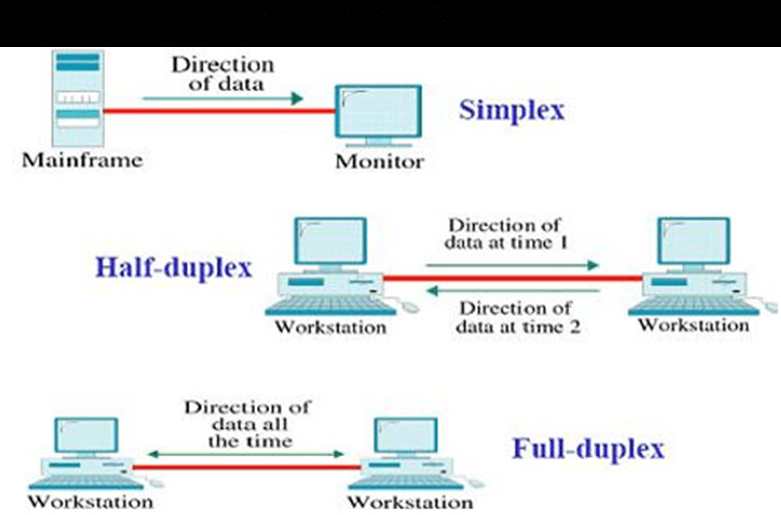 Direction
of data
Simplex
Mainframe
Monitor
Direction of
data at time 1
Half-duplex
Direction of
data at time 2
Workstation
Workstation
Direction of
data all
the time
Full-duplex
Workstation
Workstation